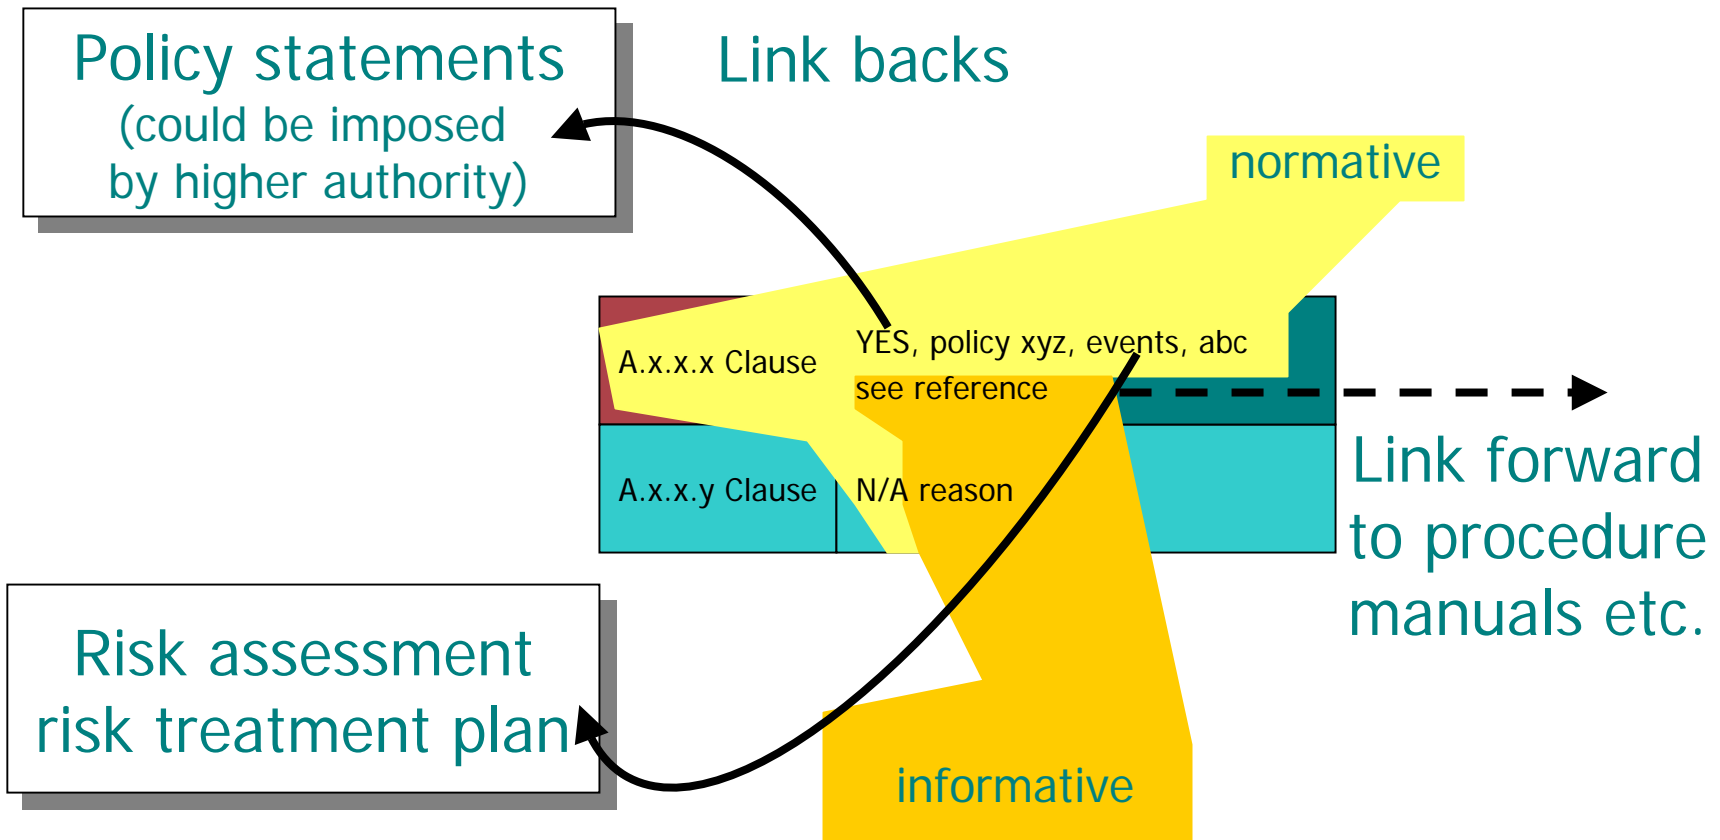 Policy statements
(could be imposed
by higher authority)
Link backs
normative
A.x.x.x Clause
YES, policy xyz, events, abc
see reference
A.x.x.y Clause
N/A reason
Link forward
to procedure
manuals etc.
Risk assessment
risk treatment plan
informative